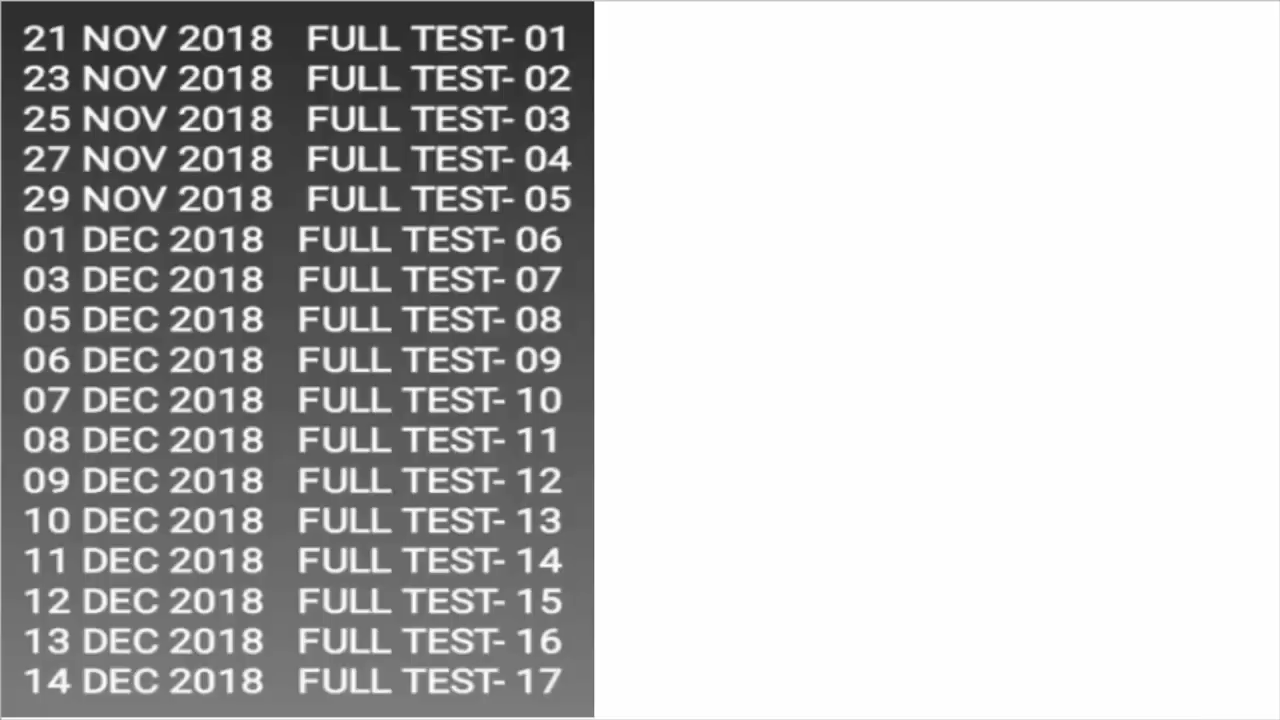 21 NOV 2018 FULL TEST- 01
23 NOV 2018 FULL TEST- 02
25 NOV 2018 FULL TEST- 03
27 NOV 2018 FULL TEST- 04
29 NOV 2018 FULL TEST- 05
01 DEC 2018 FULL TEST- 06
03 DEC 2018 FULL TEST- 07
05 DEC 2018 FULL TEST- 08
06 DEC 2018 FULL TEST- 09
07 DEC 2018 FULL TEST- 10
08 DEC 2018 FULL TEST- 11
09 DEC 2018 FULL TEST- 12
10 DEC 2018 FULL TEST- 13
11 DEC 2018 FULL TEST- 14
12 DEC 2018 FULL TEST- 15
13 DEC 2018 FULL TEST- 16
14 DEC 2018 FULL TEST- 17